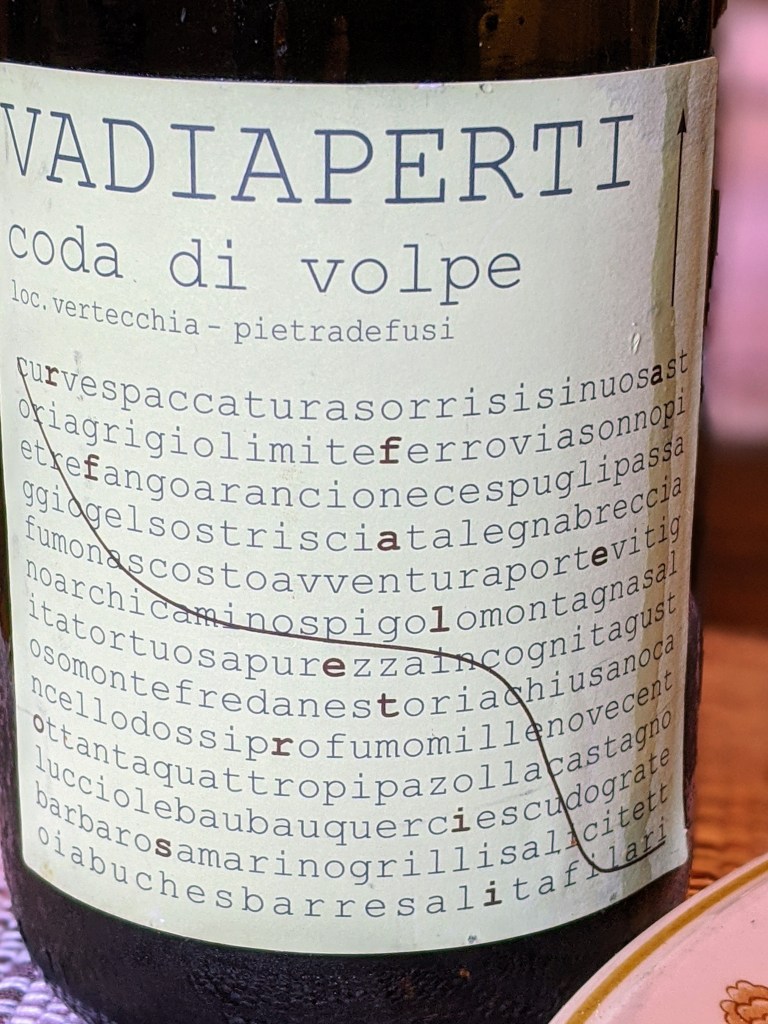 VADIAPERTI
coda di volpe
loc. vertecchia - pietradefusi
curvespaccaturasorrisisinuosast
oriagrigiolimiteferroviasonnopi
etrefangoarancionecespuglipassa
ggiogelsostrisciatalegnabreccia
fumonascostoavventuraportevitig
noarchicaminospigolomontagnasal
itatortuosapurezzaincognitagust
osomontefredanestoriachiusanoca
ncellodossiprofumomillenovecent
ottantaquattropipazollacastagno
lucciolebaubauquerciescudograte
barbarosamarinogrillisalicitett
oiabuchesbarresalitafilari